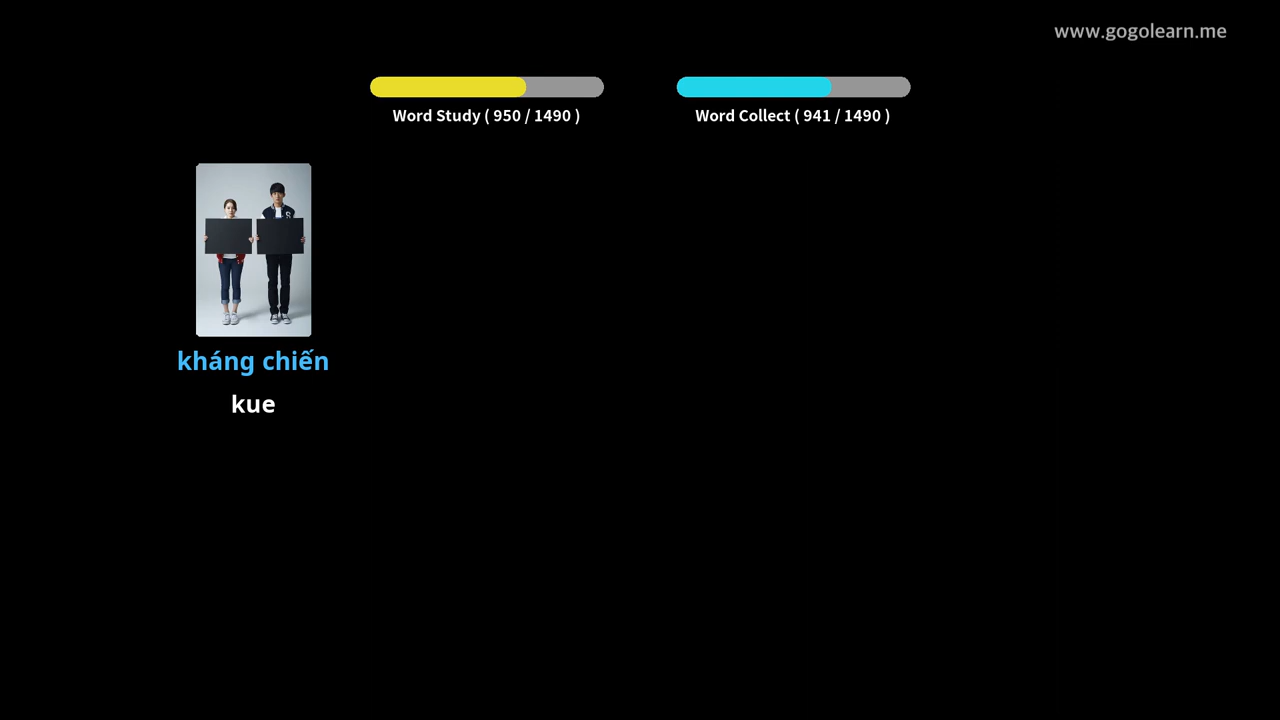 www.gogolearn.me
Word Study ( 950 / 1490 )
Word Collect ( 941 / 1490 )
kháng chiến
kue